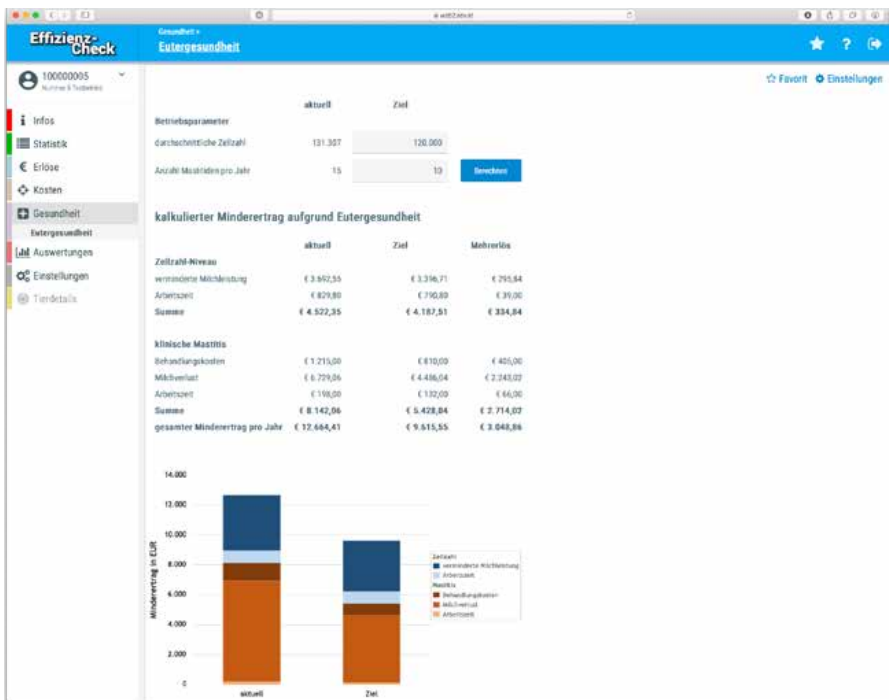 Effizienz-
Check
Gesundheit >
Eutergesundheit
?
100000005
Favorit Einstellungen
Infos
Statistik
€ Erlöse
Kosten
Gesundheit
Eutergesundheit
Auswertungen
Einstellungen
Tierdetails
aktuell Ziel
Betriebsparameter
durchschnittliche Zellzahl 131.307 120.000
Anzahl Mastitiden pro Jahr 15 10 Berechnen
kalkulierter Minderertrag aufgrund Eutergesundheit
aktuell Ziel Mehrerlös
Zellzahl-Niveau
verminderte Milchleistung € 3.692,55 € 3.396,71 € 295,84
Arbeitszeit € 829,80 € 790,80 € 39,00
Summe € 4.522,35 € 4.187,51 € 334,84
klinische Mastitis
Behandlungskosten € 1.215,00 € 810,00 € 405,00
Milchverlust € 6.729,06 € 4.486,04 € 2.243,02
Arbeitszeit € 198,00 € 132,00 € 66,00
Summe € 8.142,06 € 5.428,04 € 2.714,02
gesamter Minderertrag pro Jahr € 12.664,41 € 9.615,55 € 3.048,86
14.000
12.000
10.000
8.000
6.000
4.000
2.000
0
Minderertrag in EUR
aktuell Ziel
Zellzahl
verminderte Milchleistung
Arbeitszeit
Mastitis
Behandlungskosten
Milchverlust
Arbeitszeit